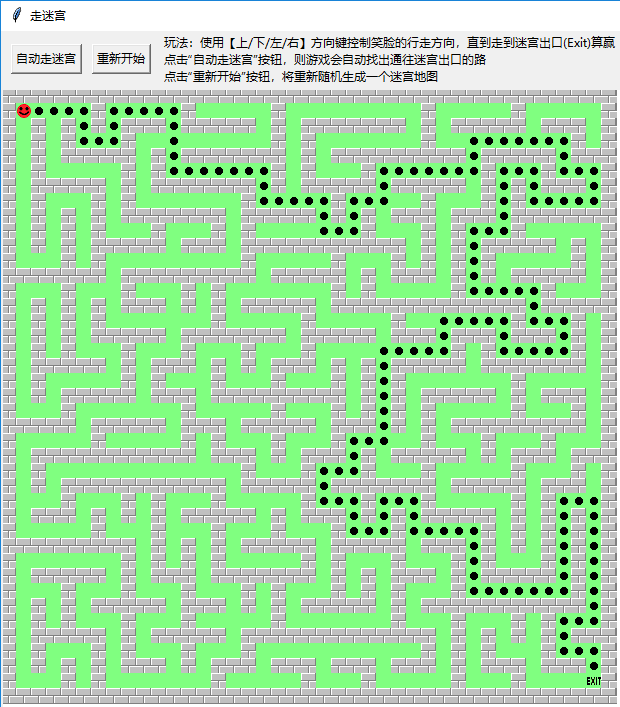 走迷宫
自动走迷宫
重新开始
玩法：使用【上/下/左/右】方向键控制笑脸的行走方向，直到走到迷宫出口(Exit)算赢
点击“自动走迷宫”按钮，则游戏会自动找出通往迷宫出口的路
点击“重新开始”按钮，将重新随机生成一个迷宫地图
EXIT